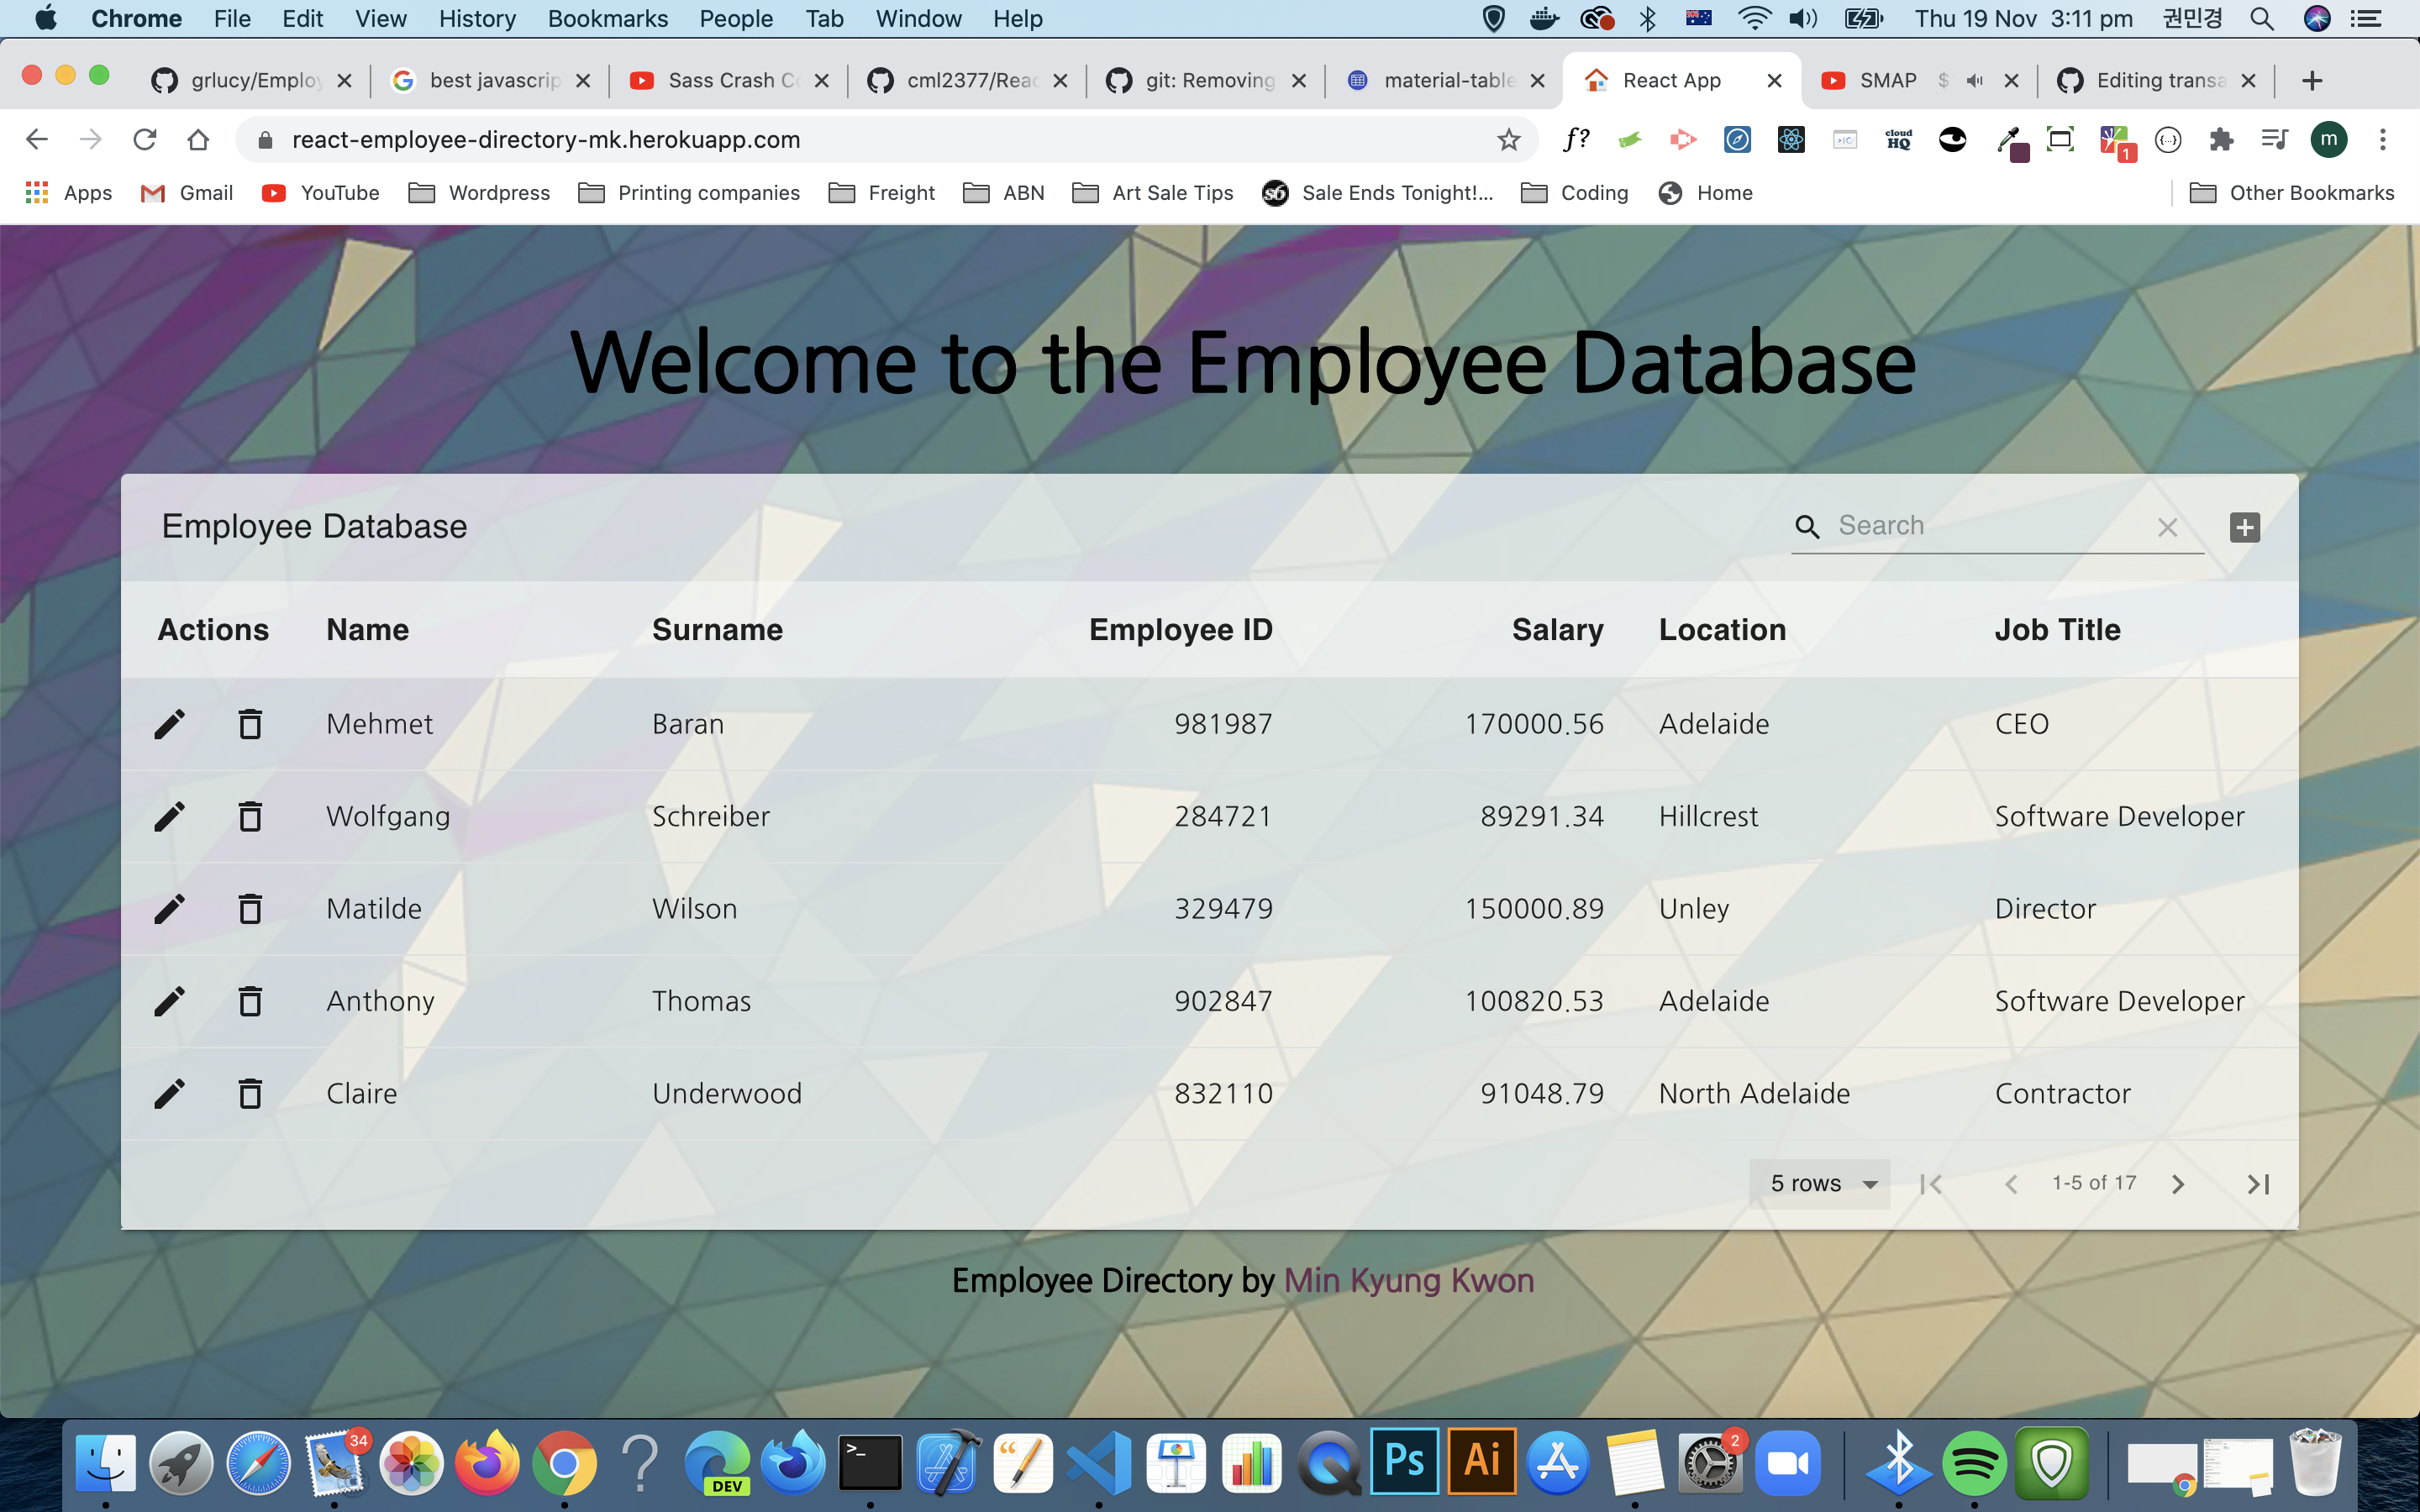 Chrome File Edit View History Bookmarks People Tab Window Help Thu 19 Nov 3:11 pm 권민경
grlucy/Employ best javascrip Sass Crash Co cml2377/Reac git: Removing material-table React App SMAP $ Editing transa
react-employee-directory-mk.herokuapp.com f? cloud HQ 1 m
Apps Gmail YouTube Wordpress Printing companies Freight ABN Art Sale Tips Sale Ends Tonight!... Coding Home Other Bookmarks
Welcome to the Employee Database
Employee Database Search
Actions Name Surname Employee ID Salary Location Job Title
Mehmet Baran 981987 170000.56 Adelaide CEO
Wolfgang Schreiber 284721 89291.34 Hillcrest Software Developer
Matilde Wilson 329479 150000.89 Unley Director
Anthony Thomas 902847 100820.53 Adelaide Software Developer
Claire Underwood 832110 91048.79 North Adelaide Contractor
5 rows 1-5 of 17
Employee Directory by Min Kyung Kwon
34 DEV Ps Ai 2